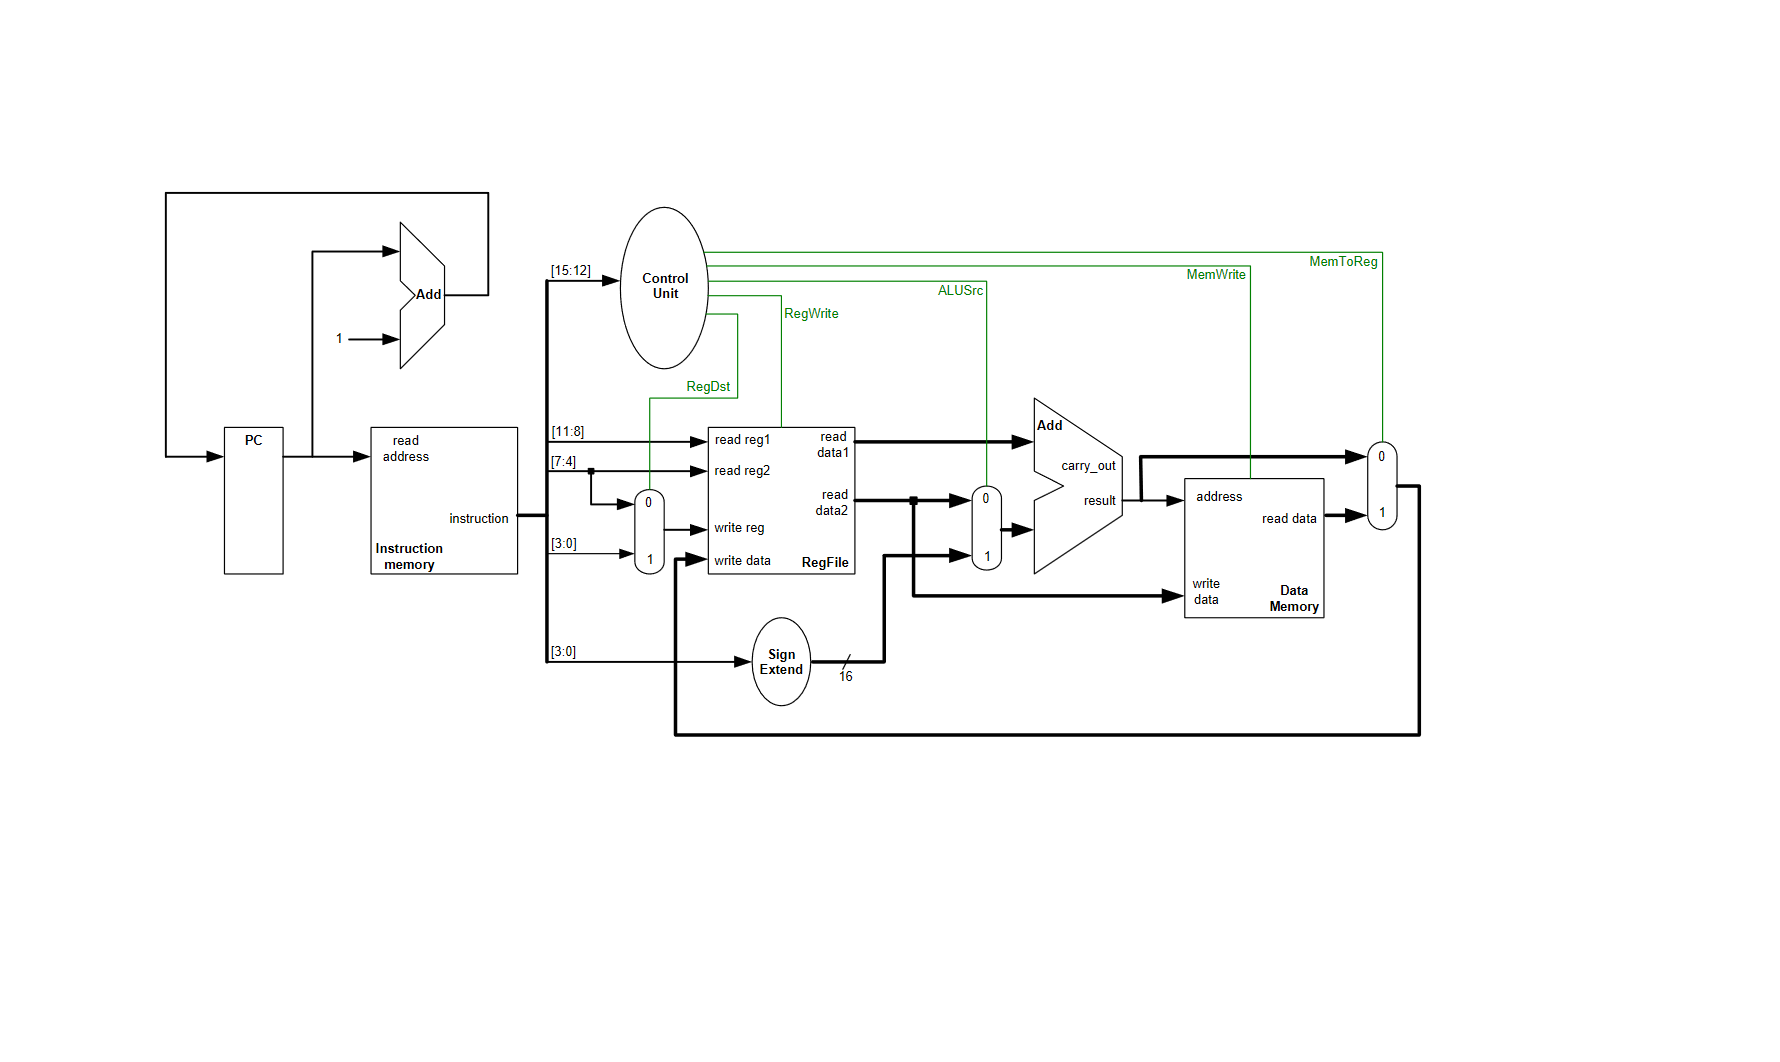 Add
1
PC
read
address
instruction
Instruction
memory
[15:12]
Control
Unit
MemToReg
MemWrite
ALUSrc
RegWrite
RegDst
[11:8]
[7:4]
[3:0]
[3:0]
0
1
read reg1
read reg2
write reg
write data
read
data1
read
data2
RegFile
Sign
Extend
16
0
1
Add
carry_out
result
address
read data
write
data
Data
Memory
0
1